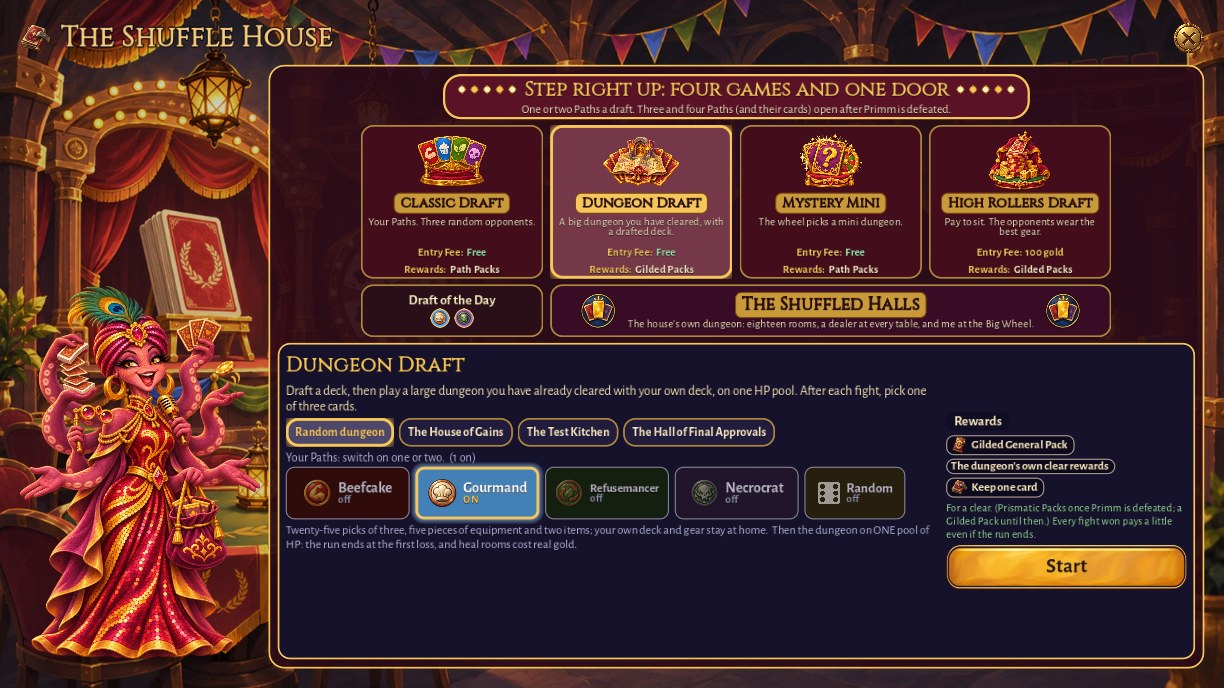 The Shuffle House
Step right up: four games and one door
One or two Paths a draft. Three and four Paths (and their cards) open after Primm is defeated.
Classic Draft
Your Paths. Three random opponents.
Entry Fee: Free
Rewards: Path Packs
Dungeon Draft
A big dungeon you have cleared, with
a drafted deck.
Entry Fee: Free
Rewards: Gilded Packs
Mystery Mini
The wheel picks a mini dungeon.
Entry Fee: Free
Rewards: Path Packs
High Rollers Draft
Pay to sit. The opponents wear the
best gear.
Entry Fee: 100 gold
Rewards: Gilded Packs
Draft of the Day
The Shuffled Halls
The house's own dungeon: eighteen rooms, a dealer at every table, and me at the Big Wheel.
Dungeon Draft
Draft a deck, then play a large dungeon you have already cleared with your own deck, on one HP pool. After each fight, pick one
of three cards.
Random dungeon
The House of Gains
The Test Kitchen
The Hall of Final Approvals
Your Paths: switch on one or two. (1 on)
Beefcake
off
Gourmand
ON
Refusemancer
off
Necrocrat
off
Random
off
Twenty-five picks of three, five pieces of equipment and two items; your own deck and gear stay at home. Then the dungeon on ONE pool of
HP: the run ends at the first loss, and heal rooms cost real gold.
Rewards
Gilded General Pack
The dungeon's own clear rewards
Keep one card
For a clear. (Prismatic Packs once Primm is defeated; a
Gilded Pack until then.) Every fight won pays a little
even if the run ends.
Start